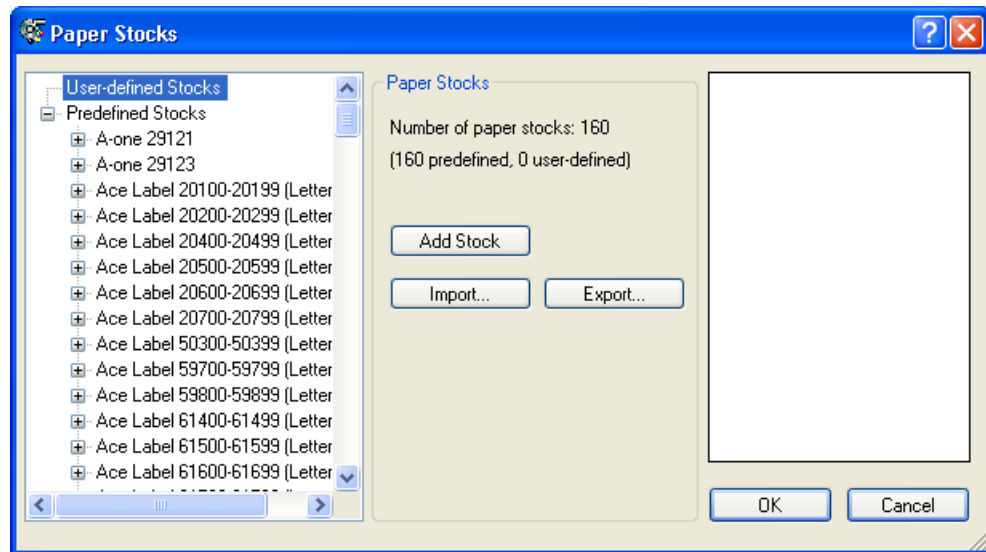 Paper Stocks
User-defined Stocks
Predefined Stocks
A-one 29121
A-one 29123
Ace Label 20100-20199 (Letter
Ace Label 20200-20299 (Letter
Ace Label 20400-20499 (Letter
Ace Label 20500-20599 (Letter
Ace Label 20600-20699 (Letter
Ace Label 20700-20799 (Letter
Ace Label 50300-50399 (Letter
Ace Label 59700-59799 (Letter
Ace Label 59800-59899 (Letter
Ace Label 61400-61499 (Letter
Ace Label 61500-61599 (Letter
Ace Label 61600-61699 (Letter
Paper Stocks
Number of paper stocks: 160
(160 predefined, 0 user-defined)
Add Stock
Import... Export...
OK Cancel